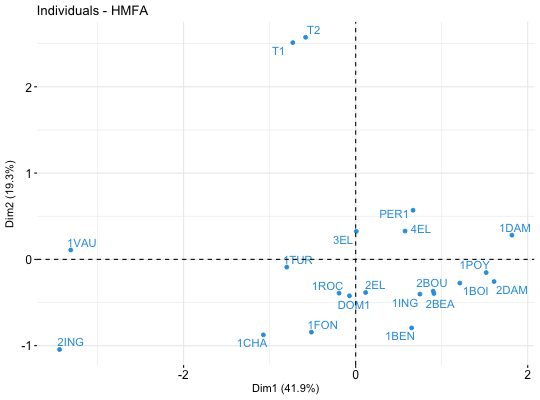 Individuals - HMFA
T2
T1
2
PER1
4EL
1DAM
3EL
1VAU
1
Dim2 (19.3%)
0
1TUR
1POY
1ROC
2EL
2BOU
1BOI
2DAM
DOM1
1ING
2BEA
1FON
1BEN
1CHA
2ING
-1
-2
0
2
Dim1 (41.9%)